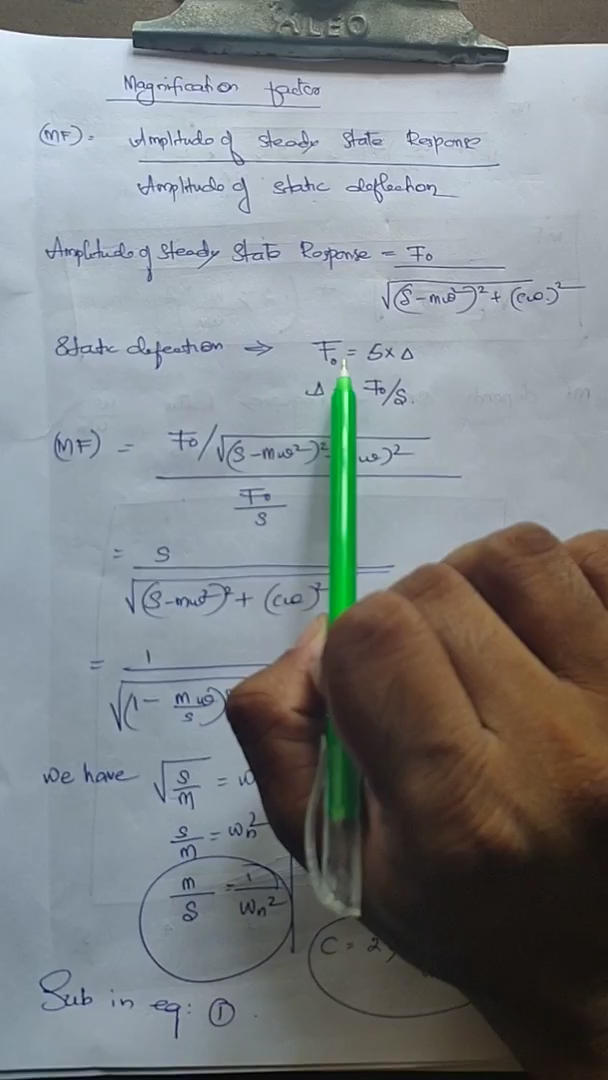 ALEO
Magnification factor
(MF) = Amplitude of steady state Response
Amplitude of static deflection
Amplitude of Steady State Response = F₀
√(S-mω²)² + (cω)²
Static deflection ⇒ F₀ = S×Δ
Δ F₀/S.
(MF) = F₀/√(S-mω²)² ω)²
F₀
S
= S
√(S-mω²)² + (cω)²
= 1
√(1 - mω
S
we have √S/m = ω
S/m = ωn²
m/S = 1/ωn²
C = 2
Sub in eq: ①.